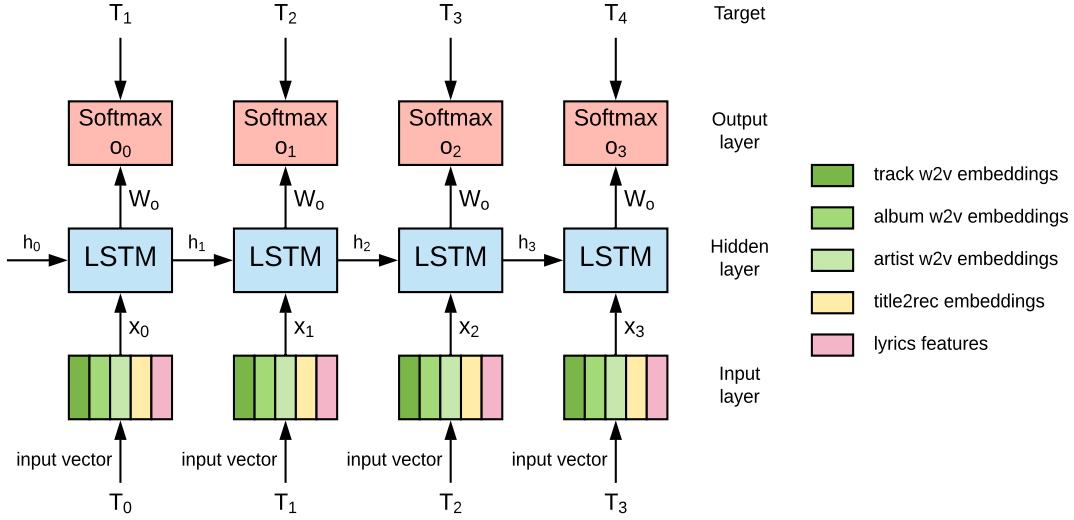 T₁ T₂ T₃ T₄ Target
Softmax Softmax Softmax Softmax Output
o₀ o₁ o₂ o₃ layer
Wₒ Wₒ Wₒ Wₒ
h₀ LSTM h₁ LSTM h₂ LSTM h₃ LSTM Hidden
layer
x₀ x₁ x₂ x₃
Input
layer
input vector input vector input vector input vector
T₀ T₁ T₂ T₃
track w2v embeddings
album w2v embeddings
artist w2v embeddings
title2rec embeddings
lyrics features